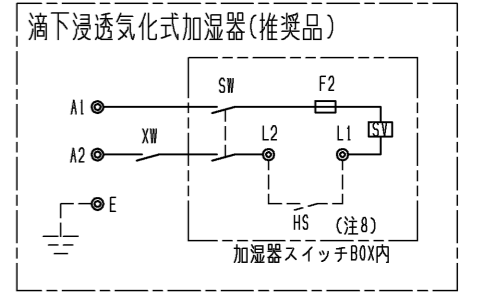 滴下浸透気化式加湿器(推奨品)
SW
F2
A1
SV
XW
L2
L1
A2
E
HS
(注8)
加湿器スイッチBOX内